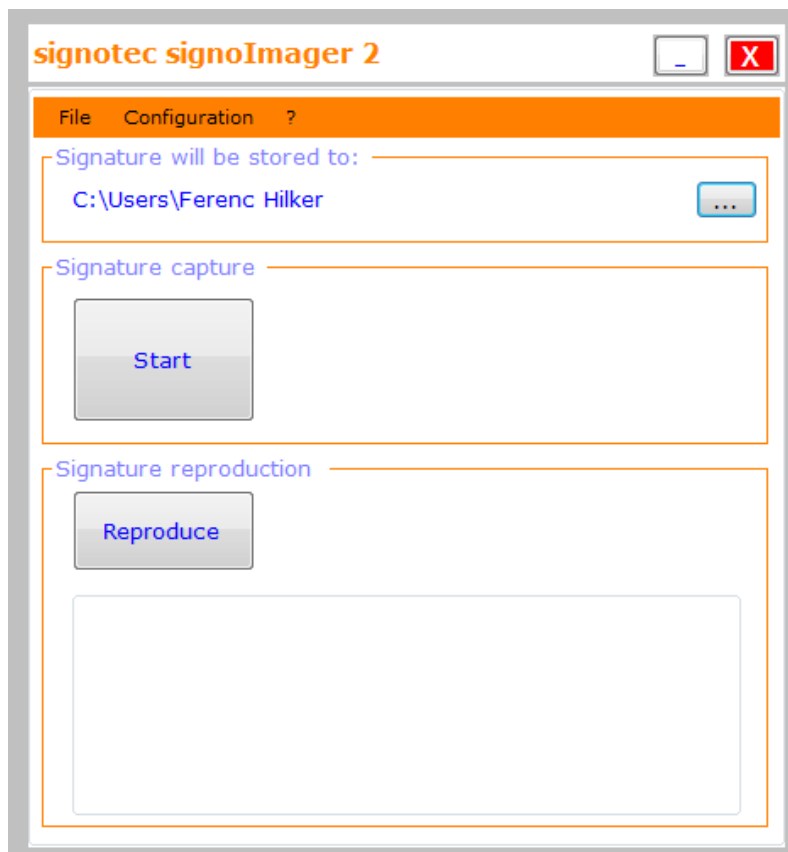 signotec signoImager 2
_ X
File Configuration ?
Signature will be stored to:
C:\Users\Ferenc Hilker ...
Signature capture
Start
Signature reproduction
Reproduce